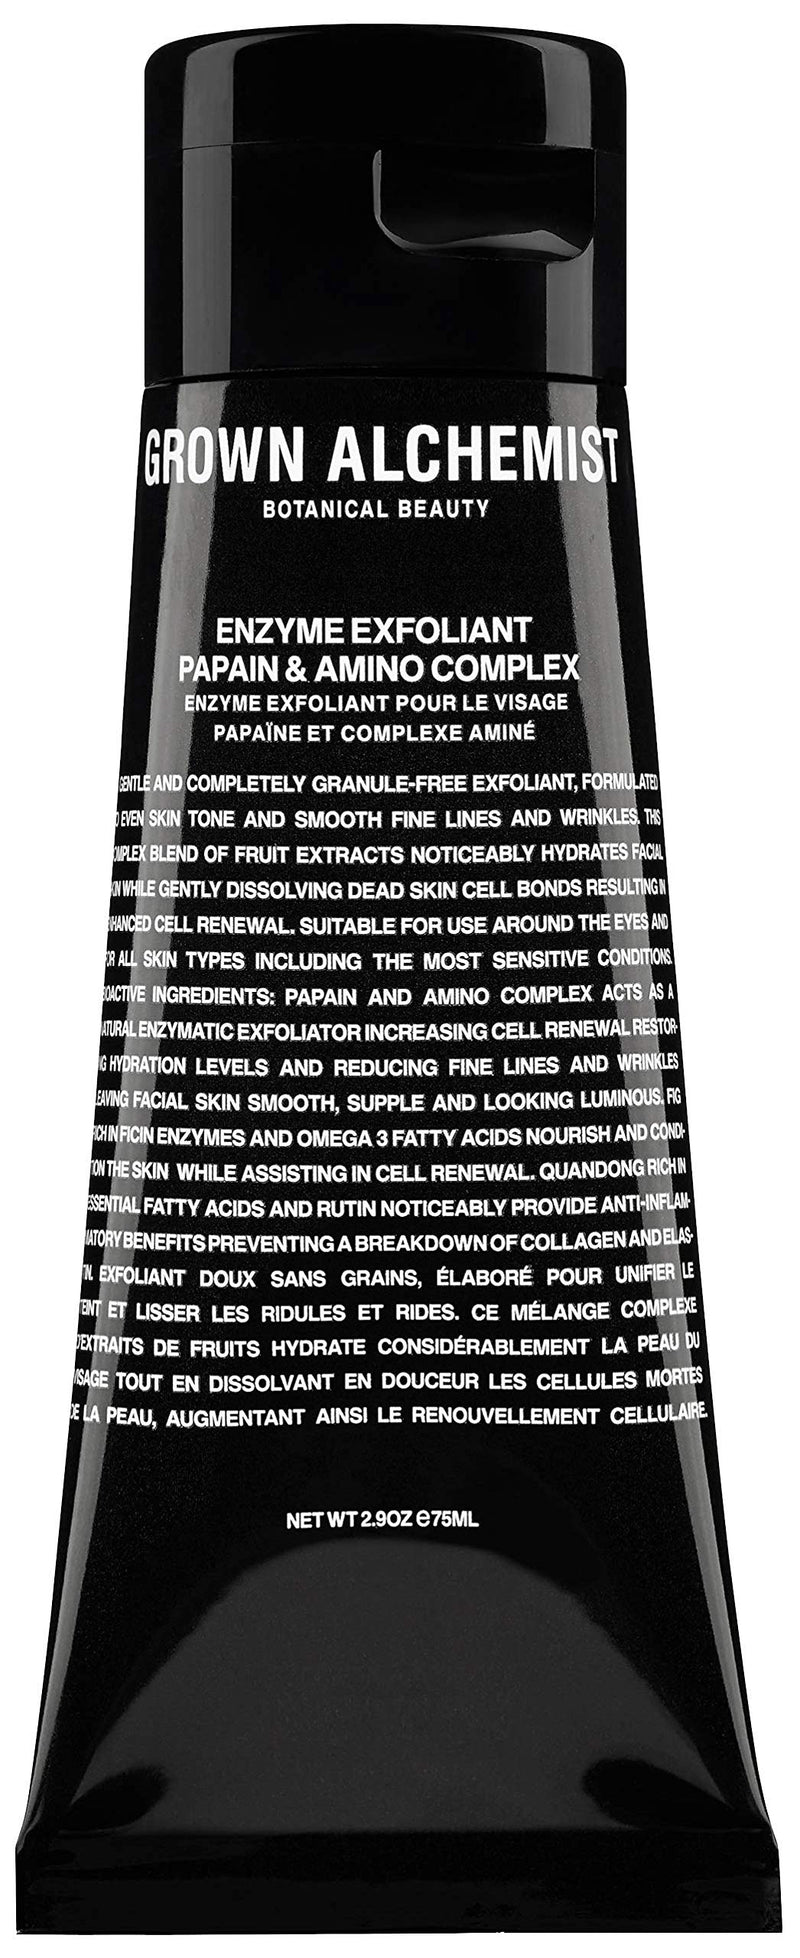 GROWN ALCHEMIST
BOTANICAL BEAUTY
ENZYME EXFOLIANT
PAPAIN & AMINO COMPLEX
ENZYME EXFOLIANT POUR LE VISAGE
PAPAÏNE ET COMPLEXE AMINÉ
GENTLE AND COMPLETELY GRANULE-FREE EXFOLIANT, FORMULATED
O EVEN SKIN TONE AND SMOOTH FINE LINES AND WRINKLES. THIS
OMPLEX BLEND OF FRUIT EXTRACTS NOTICEABLY HYDRATES FACIAL
KIN WHILE GENTLY DISSOLVING DEAD SKIN CELL BONDS RESULTING IN
NHANCED CELL RENEWAL. SUITABLE FOR USE AROUND THE EYES AND
OR ALL SKIN TYPES INCLUDING THE MOST SENSITIVE CONDITIONS.
IOACTIVE INGREDIENTS: PAPAIN AND AMINO COMPLEX ACTS AS A
ATURAL ENZYMATIC EXFOLIATOR INCREASING CELL RENEWAL RESTOR-
NG HYDRATION LEVELS AND REDUCING FINE LINES AND WRINKLES
LEAVING FACIAL SKIN SMOOTH, SUPPLE AND LOOKING LUMINOUS. FIG
RICH IN FICIN ENZYMES AND OMEGA 3 FATTY ACIDS NOURISH AND CONDI-
TION THE SKIN WHILE ASSISTING IN CELL RENEWAL. QUANDONG RICH IN
ESSENTIAL FATTY ACIDS AND RUTIN NOTICEABLY PROVIDE ANTI-INFLAM-
MATORY BENEFITS PREVENTING A BREAKDOWN OF COLLAGEN AND ELAS-
TIN. EXFOLIANT DOUX SANS GRAINS, ÉLABORÉ POUR UNIFIER LE
TEINT ET LISSER LES RIDULES ET RIDES. CE MÉLANGE COMPLEXE
D'EXTRAITS DE FRUITS HYDRATE CONSIDÉRABLEMENT LA PEAU DU
VISAGE TOUT EN DISSOLVANT EN DOUCEUR LES CELLULES MORTES
DE LA PEAU, AUGMENTANT AINSI LE RENOUVELLEMENT CELLULAIRE.
NET WT 2.9OZ ℮75ML